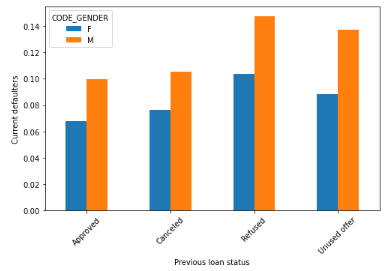 CODE_GENDER
F
M
Current defaulters
0.14
0.12
0.10
0.08
0.06
0.04
0.02
0.00
Approved
Canceled
Refused
Unused offer
Previous loan status